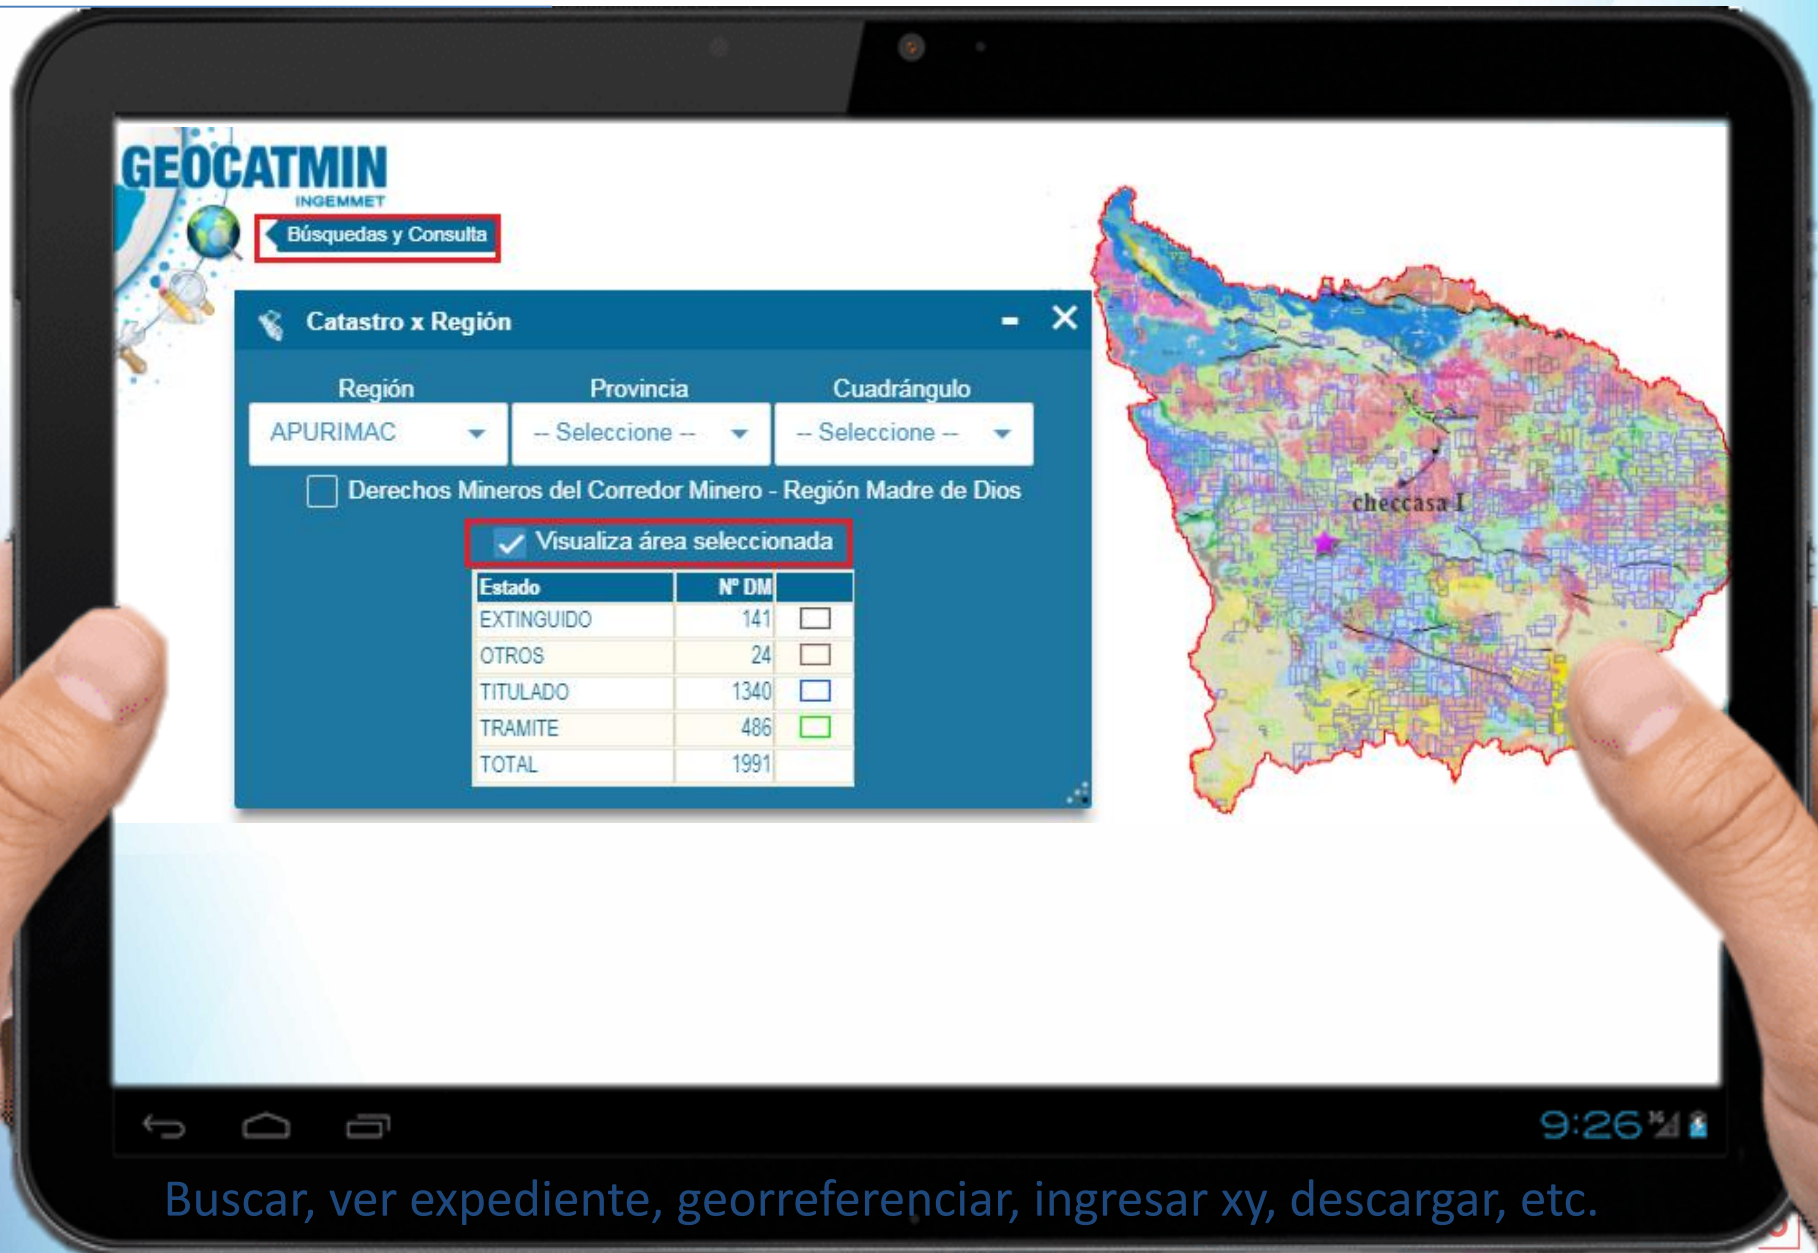 GEOCATMIN
INGEMMET
Búsquedas y Consulta
Catastro x Región
Región Provincia Cuadrángulo
APURIMAC -- Seleccione -- -- Seleccione --
Derechos Mineros del Corredor Minero - Región Madre de Dios
Visualiza área seleccionada
Estado N° DM
EXTINGUIDO 141
OTROS 24
TITULADO 1340
TRAMITE 486
TOTAL 1991
checcasa I
9:26 3G
Buscar, ver expediente, georreferenciar, ingresar xy, descargar, etc.